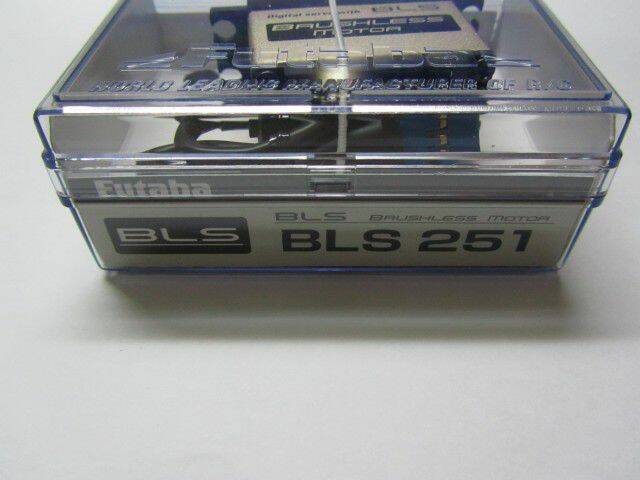 Digital servo with BLS
BRUSHLESS
MOTOR
Futaba
WORLD LEADING MANUFACTURER OF R/C
Futaba
BLS BRUSHLESS MOTOR
BLS BLS 251